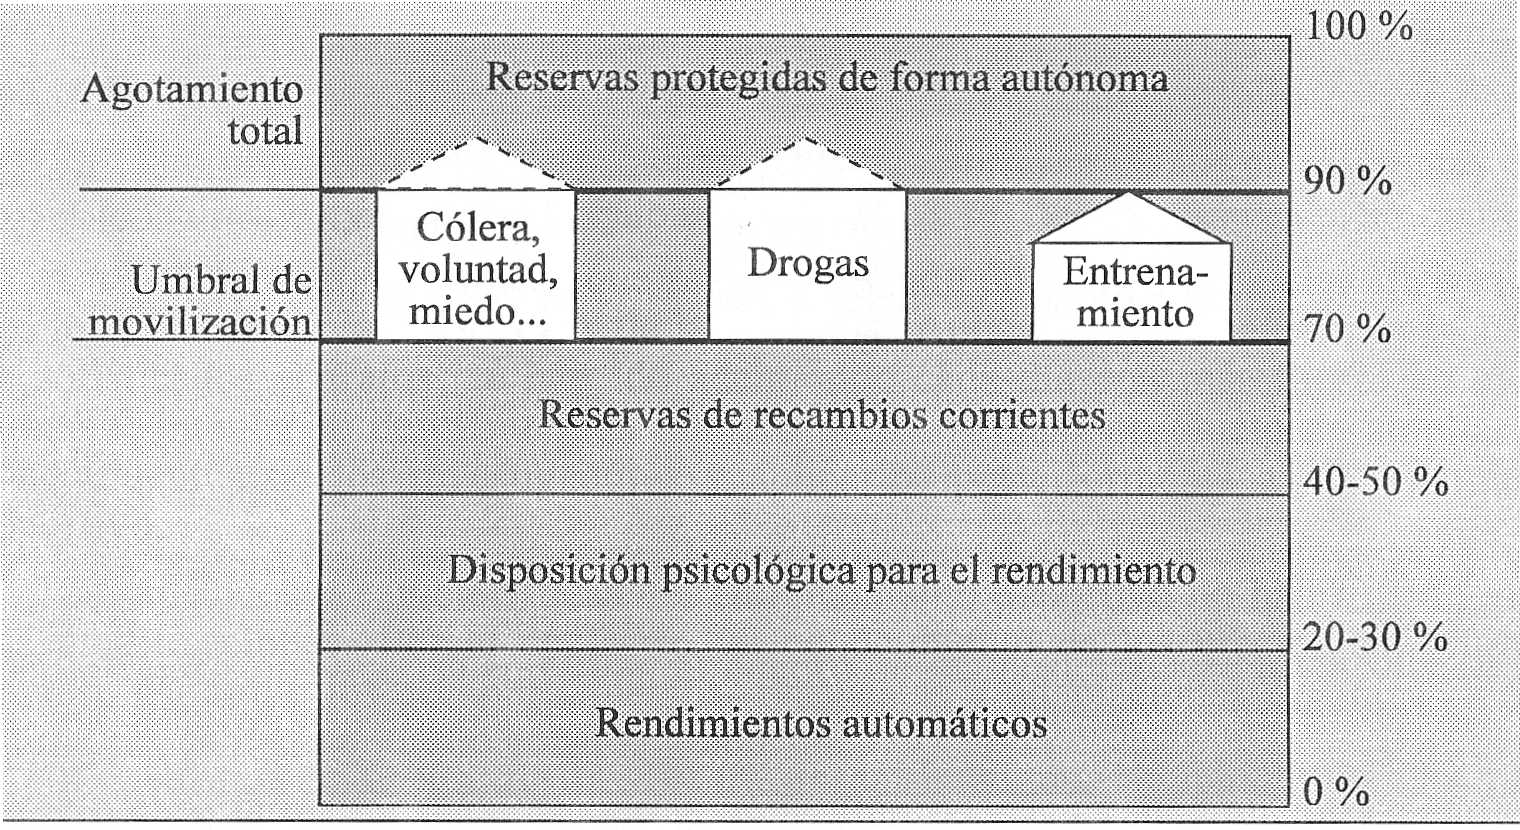 100 %
Reservas protegidas de forma autónoma
Agotamiento
total
90 %
Cólera,
voluntad,
miedo...
Drogas
Entrena-
miento
Umbral de
movilización
70 %
Reservas de recambios corrientes
40-50 %
Disposición psicológica para el rendimiento
20-30 %
Rendimientos automáticos
0 %